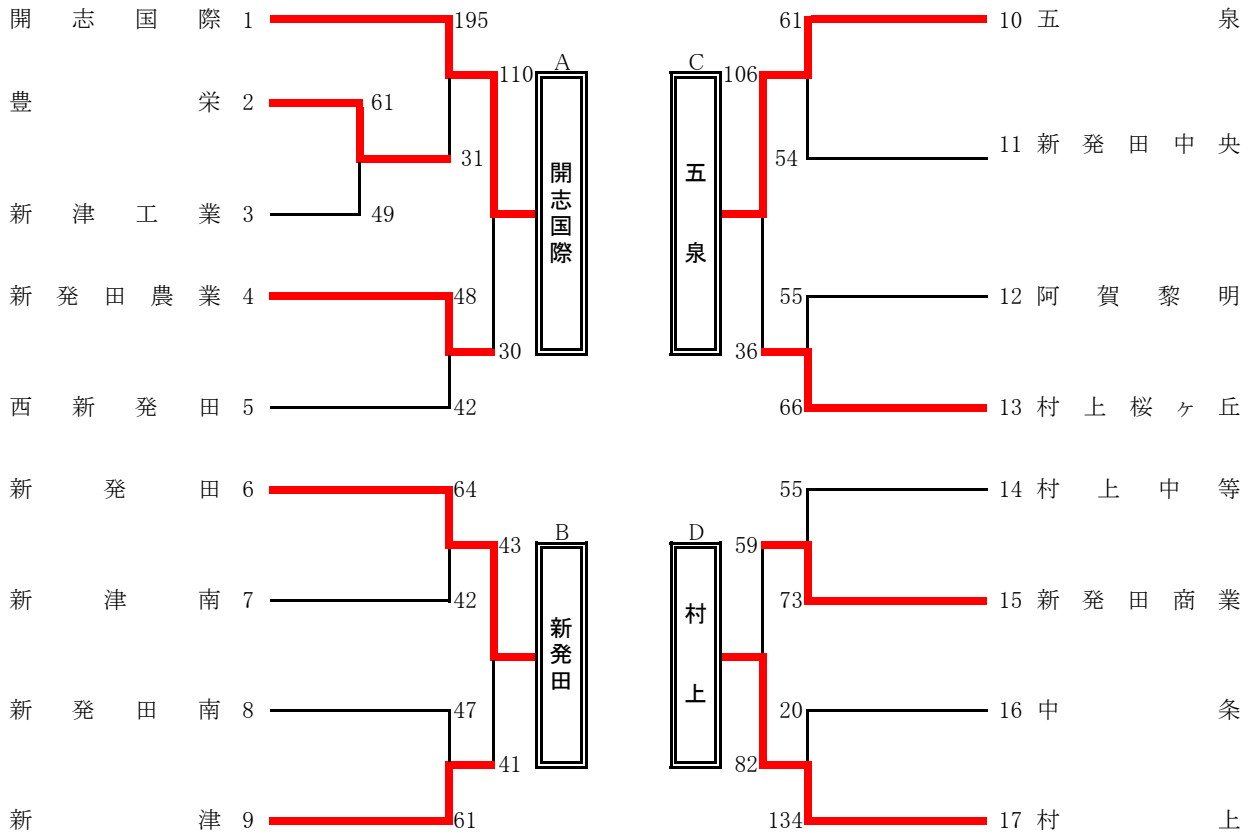 開志国際 1 195
110
A
豊栄 2 61
31
新津工業 3 49
開志国際
新発田農業 4 48
30
西新発田 5 42
新発田 6 64
43
B
新津南 7 42
新発田
新発田南 8 47
41
新津 9 61
61 10 五泉
C
106
54 11 新発田中央
五泉
55 12 阿賀黎明
36
66 13 村上桜ヶ丘
55 14 村上中等
D
59
73 15 新発田商業
村上
20 16 中条
82
134 17 村上